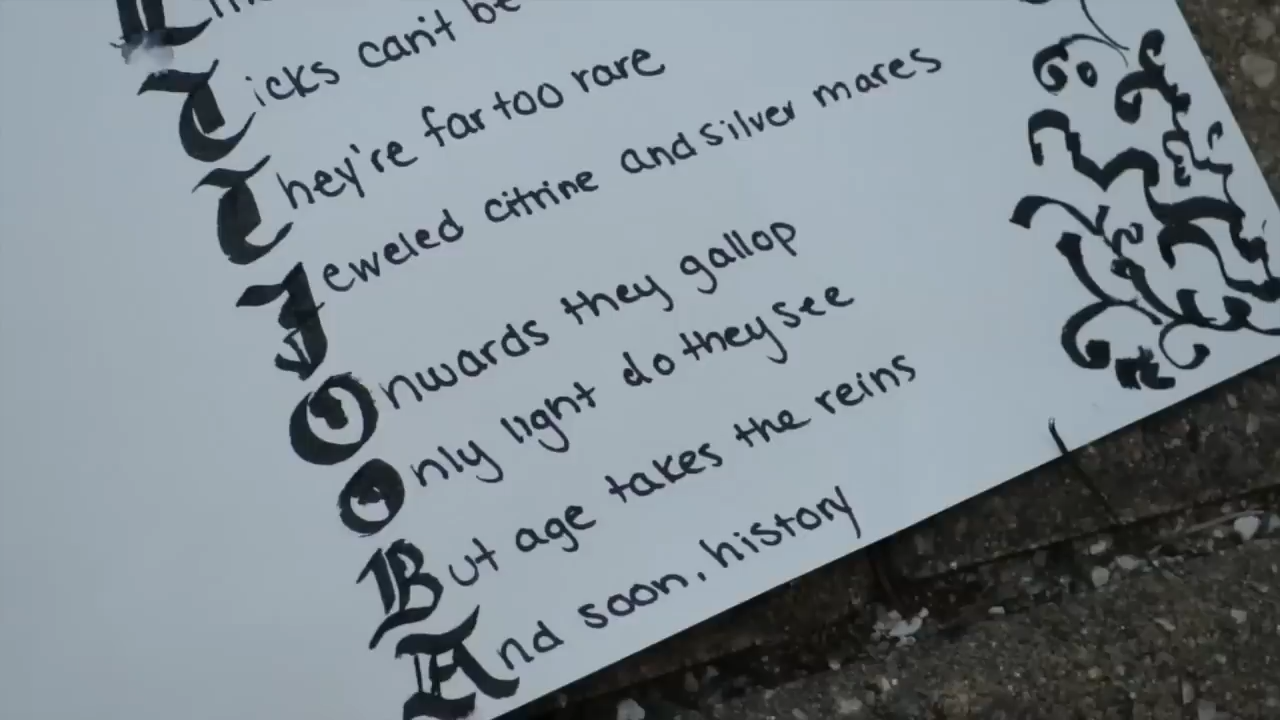 Ticks can't be
They're far too rare
Jeweled citrine and silver mares
Onwards they gallop
Only light do they see
But age takes the reins
And soon, history